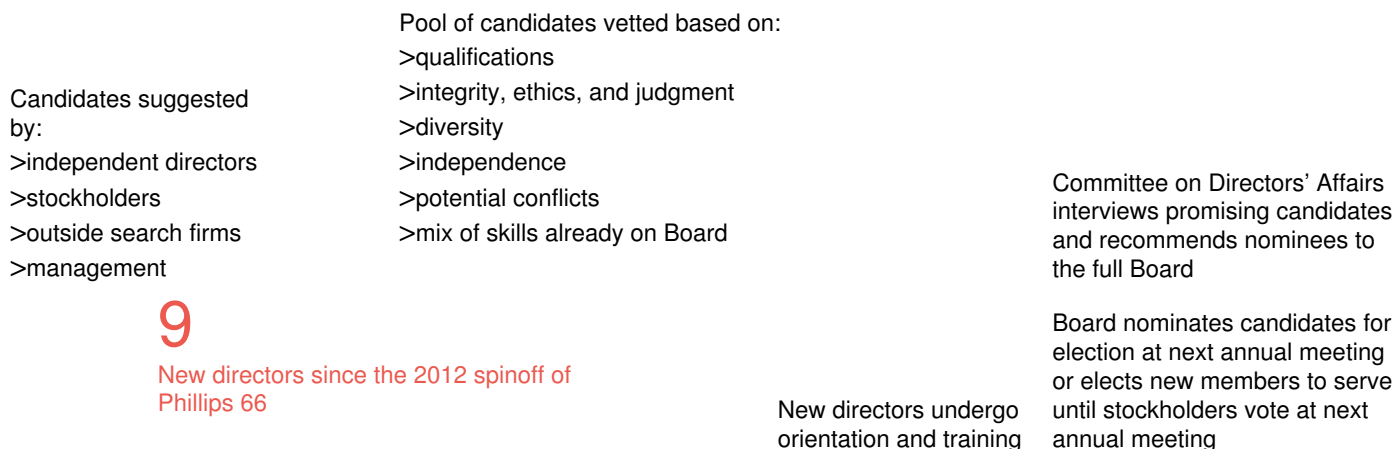 Candidates suggested
by:
>independent directors
>stockholders
>outside search firms
>management
Pool of candidates vetted based on:
>qualifications
>integrity, ethics, and judgment
>diversity
>independence
>potential conflicts
>mix of skills already on Board
Committee on Directors’ Affairs
interviews promising candidates
and recommends nominees to
the full Board
Board nominates candidates for
election at next annual meeting
or elects new members to serve
until stockholders vote at next
annual meeting
New directors undergo
orientation and training
9
New directors since the 2012 spinoff of
Phillips 66